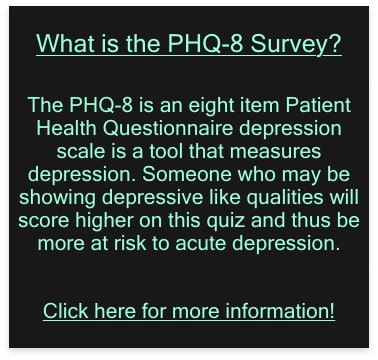 What is the PHQ-8 Survey?
The PHQ-8 is an eight item Patient
Health Questionnaire depression
scale is a tool that measures
depression. Someone who may be
showing depressive like qualities will
score higher on this quiz and thus be
more at risk to acute depression.
Click here for more information!